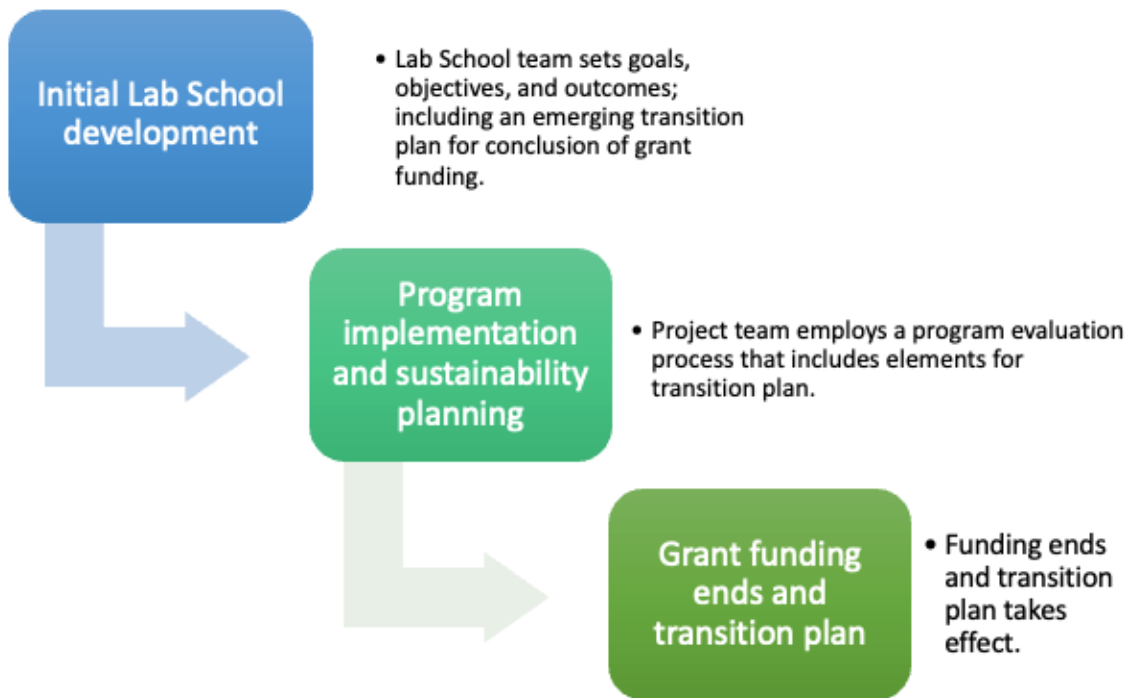 Initial Lab School
development
• Lab School team sets goals,
objectives, and outcomes;
including an emerging transition
plan for conclusion of grant
funding.
Program
implementation
and sustainability
planning
• Project team employs a program evaluation
process that includes elements for
transition plan.
Grant funding
ends and
transition plan
• Funding ends
and transition
plan takes
effect.